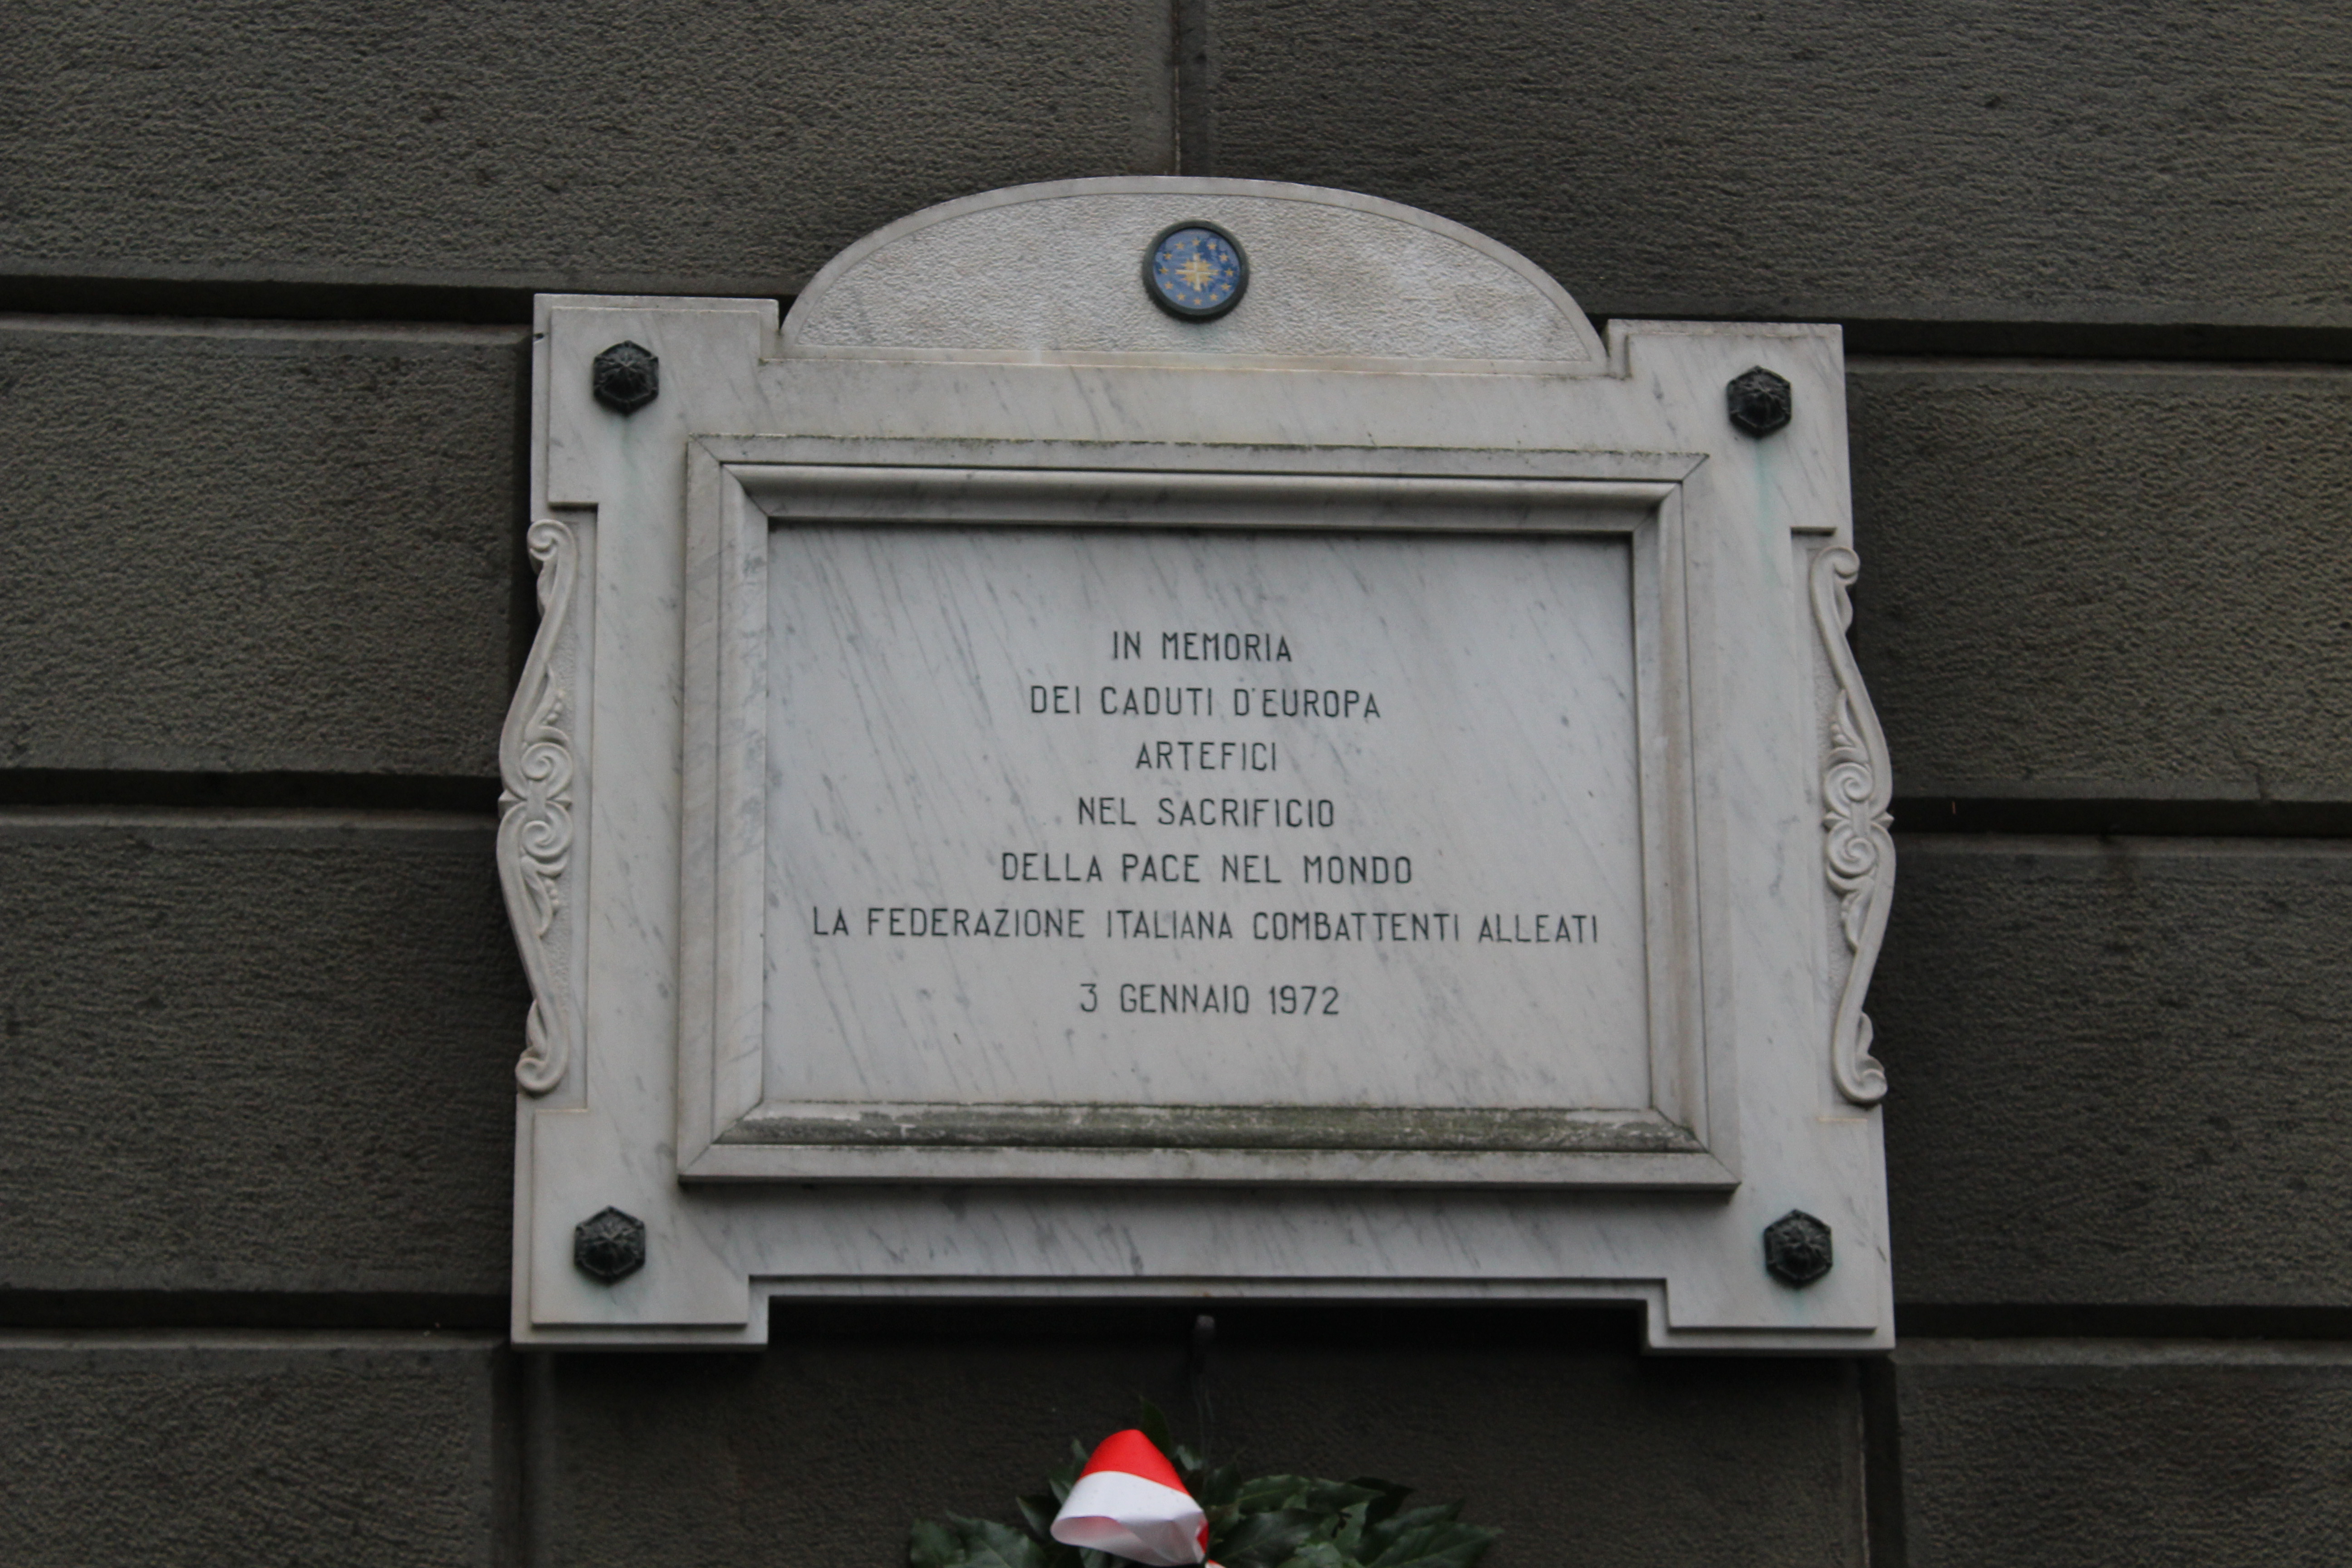 IN MEMORIA
DEI CADUTI D'EUROPA
ARTEFICI
NEL SACRIFICIO
DELLA PACE NEL MONDO
LA FEDERAZIONE ITALIANA COMBATTENTI ALLEATI
3 GENNAIO 1972